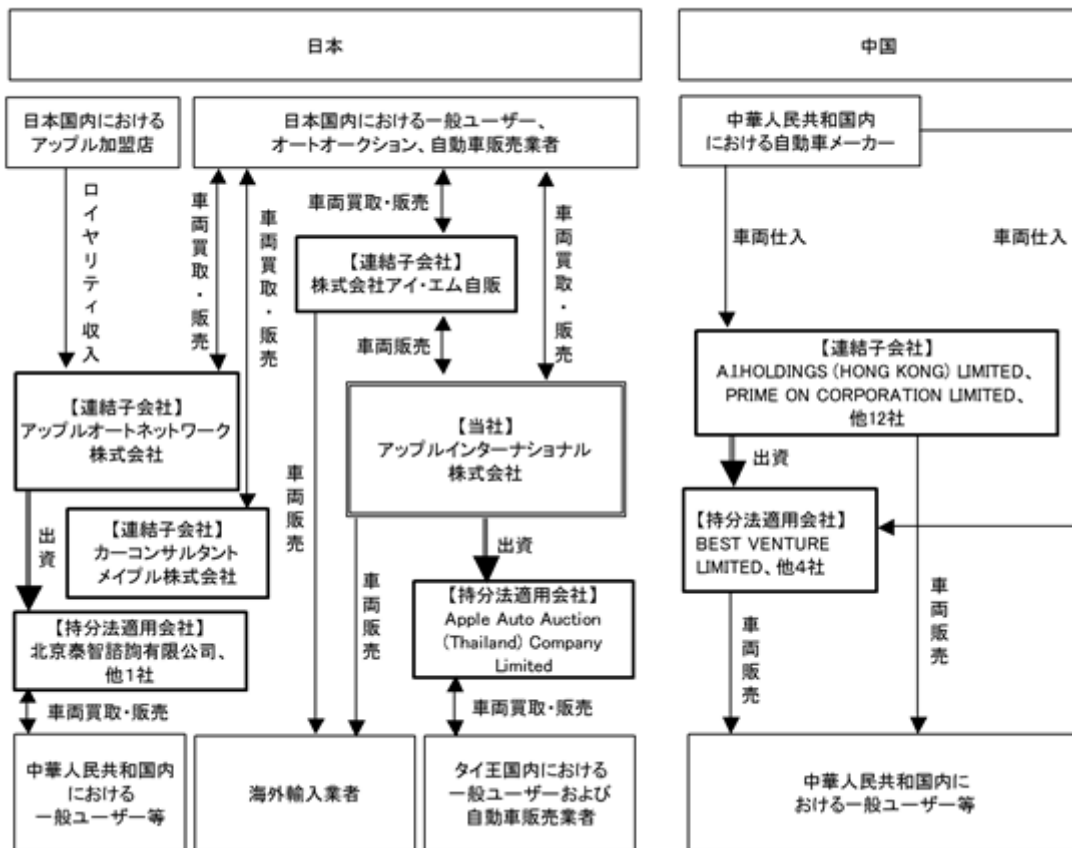 日本
中国
日本国内における
アップル加盟店
日本国内における一般ユーザー、
オートオークション、自動車販売業者
中華人民共和国内
における自動車メーカー
ロイヤリティ収入
車両買取・販売
車両買取・販売
車両買取・販売
車両買取・販売
車両仕入
車両仕入
【連結子会社】
株式会社アイ・エム自販
車両販売
【連結子会社】
A.I.HOLDINGS (HONG KONG) LIMITED、
PRIME ON CORPORATION LIMITED、
他12社
【連結子会社】
アップルオートネットワーク
株式会社
【当社】
アップルインターナショナル
株式会社
出資
車両販売
出資
【連結子会社】
カーコンサルタント
メイプル株式会社
出資
【持分法適用会社】
BEST VENTURE
LIMITED、他4社
車両販売
【持分法適用会社】
Apple Auto Auction
(Thailand) Company
Limited
車両販売
車両販売
【持分法適用会社】
北京泰智諮詢有限公司、
他1社
車両買取・販売
車両買取・販売
中華人民共和国内
における
一般ユーザー等
海外輸入業者
タイ王国内における
一般ユーザーおよび
自動車販売業者
中華人民共和国内に
おける一般ユーザー等